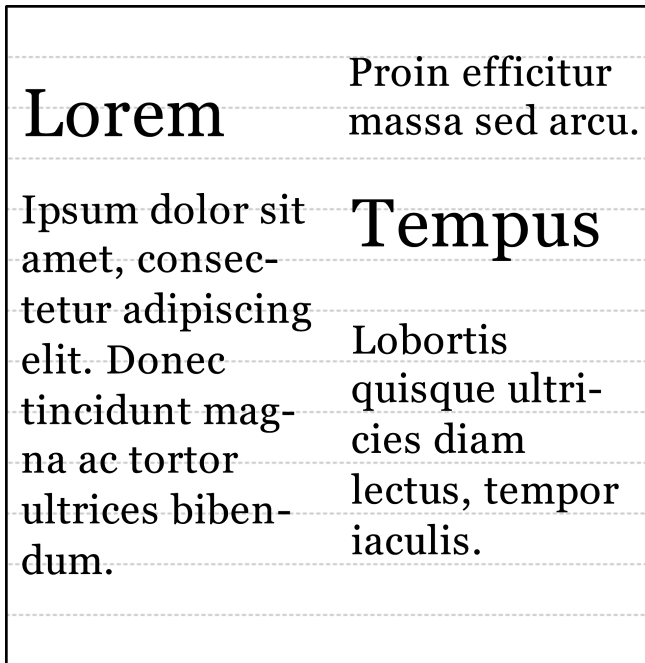 Lorem
Ipsum dolor sit
amet, consec-
tetur adipiscing
elit. Donec
tincidunt mag-
na ac tortor
ultrices biben-
dum.
Proin efficitur
massa sed arcu.
Tempus
Lobortis
quisque ultri-
cies diam
lectus, tempor
iaculis.